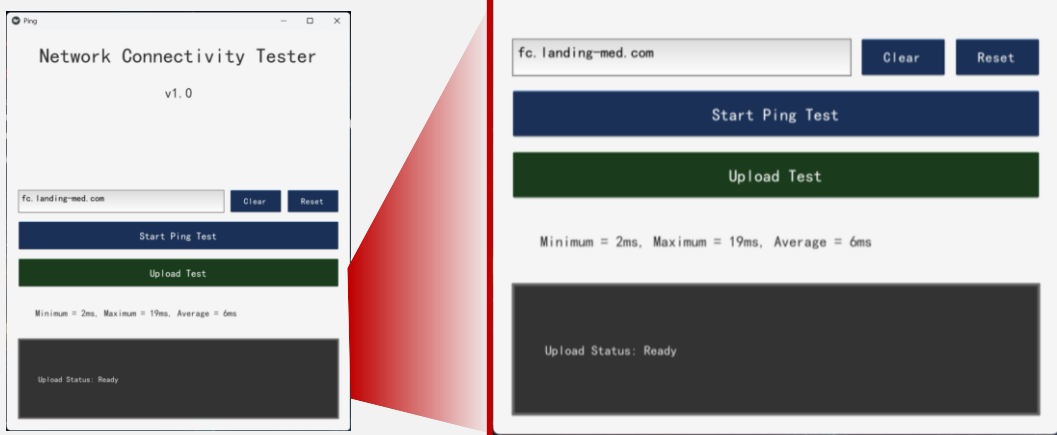 Ping
Network Connectivity Tester
v1.0
fc.landing-med.com
Clear
Reset
Start Ping Test
Upload Test
Minimum = 2ms, Maximum = 19ms, Average = 6ms
Upload Status: Ready
fc.landing-med.com
Clear
Reset
Start Ping Test
Upload Test
Minimum = 2ms, Maximum = 19ms, Average = 6ms
Upload Status: Ready